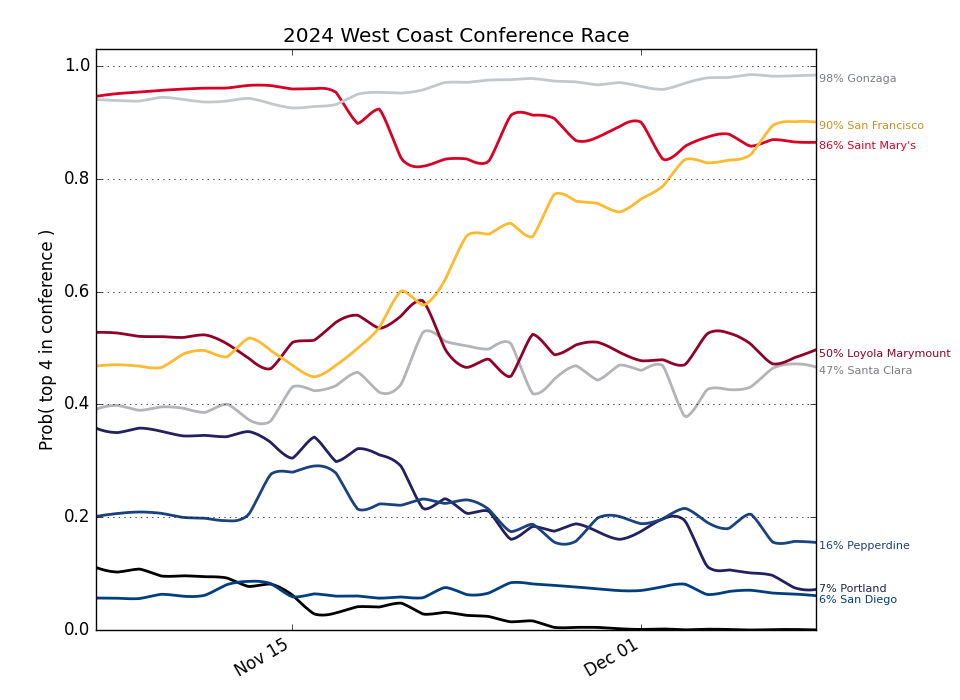 2024 West Coast Conference Race
1.0
0.8
0.6
0.4
0.2
0.0
Prob( top 4 in conference )
Nov 15
Dec 01
98% Gonzaga
90% San Francisco
86% Saint Mary's
50% Loyola Marymount
47% Santa Clara
16% Pepperdine
7% Portland
6% San Diego